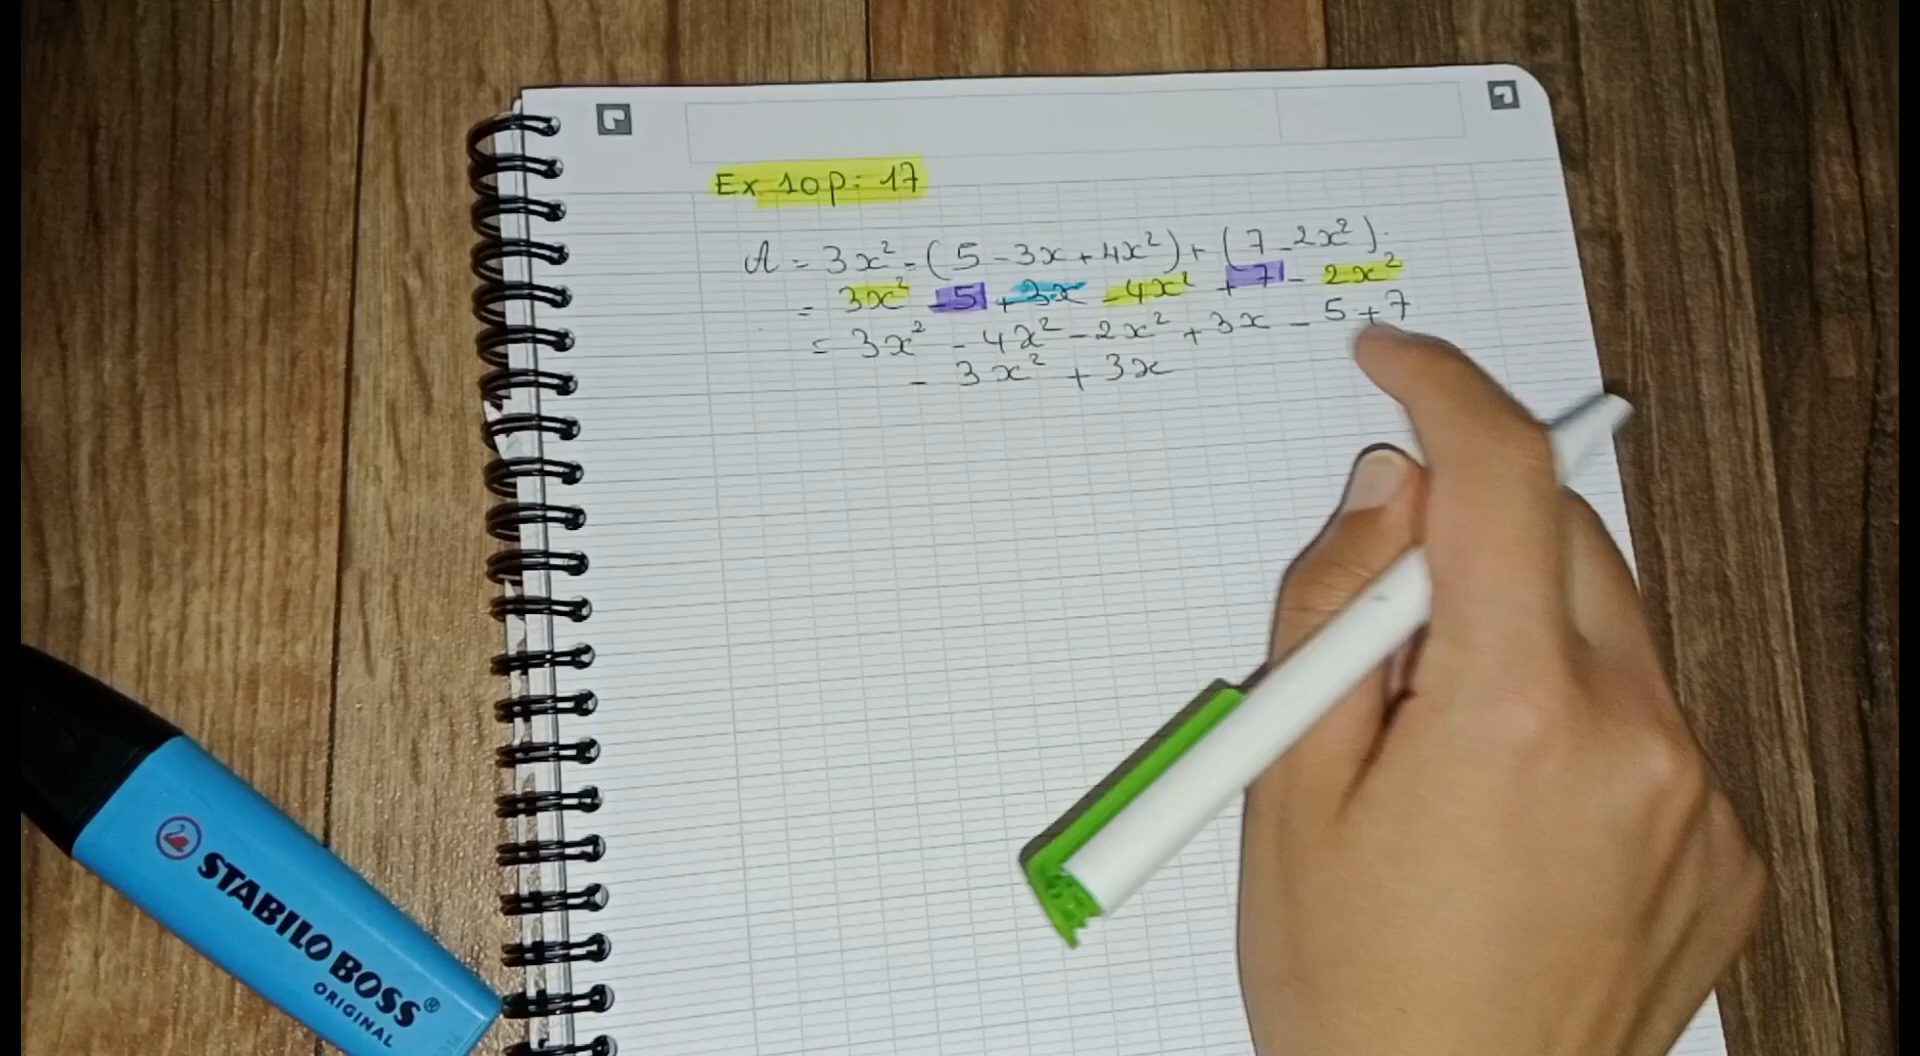 Ex 10p: 17
A = 3x² - (5 - 3x + 4x²) + (7 - 2x²).
= 3x² - 5 + 3x - 4x² + 7 - 2x²
= 3x² - 4x² - 2x² + 3x - 5 + 7
- 3x² + 3x
STABILO BOSS®
ORIGINAL